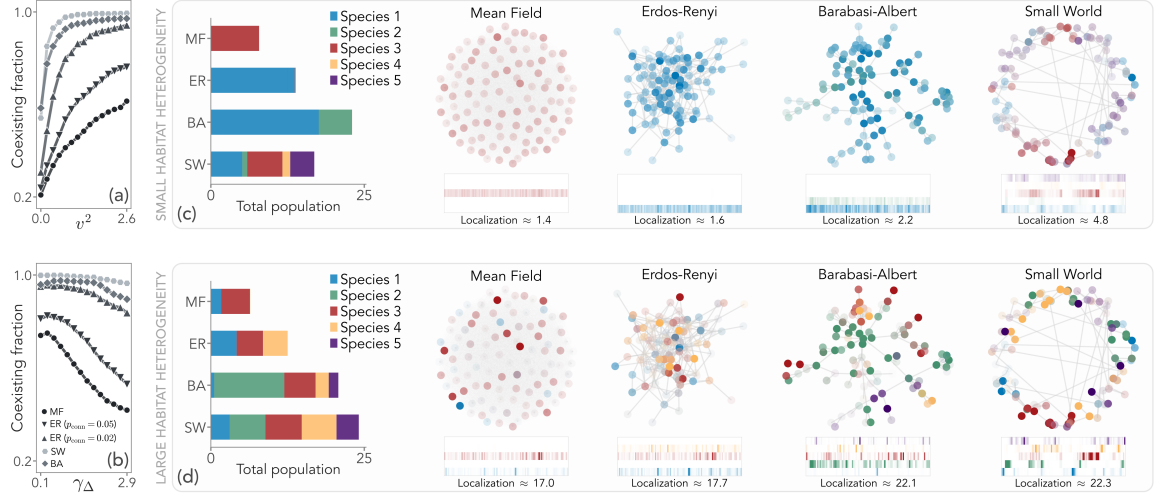 1.0
Coexisting fraction
0.2
0.0
2.6
v²
(a)
SMALL HABITAT HETEROGENEITY
(c)
MF
ER
BA
SW
0
25
Total population
Species 1
Species 2
Species 3
Species 4
Species 5
Mean Field
Erdos-Renyi
Barabasi-Albert
Small World
Localization ≈ 1.4
Localization ≈ 1.6
Localization ≈ 2.2
Localization ≈ 4.8
1.0
Coexisting fraction
0.2
0.1
2.9
γΔ
MF
ER (pconn = 0.05)
ER (pconn = 0.02)
SW
BA
(b)
LARGE HABITAT HETEROGENEITY
(d)
MF
ER
BA
SW
0
25
Total population
Species 1
Species 2
Species 3
Species 4
Species 5
Mean Field
Erdos-Renyi
Barabasi-Albert
Small World
Localization ≈ 17.0
Localization ≈ 17.7
Localization ≈ 22.1
Localization ≈ 22.3